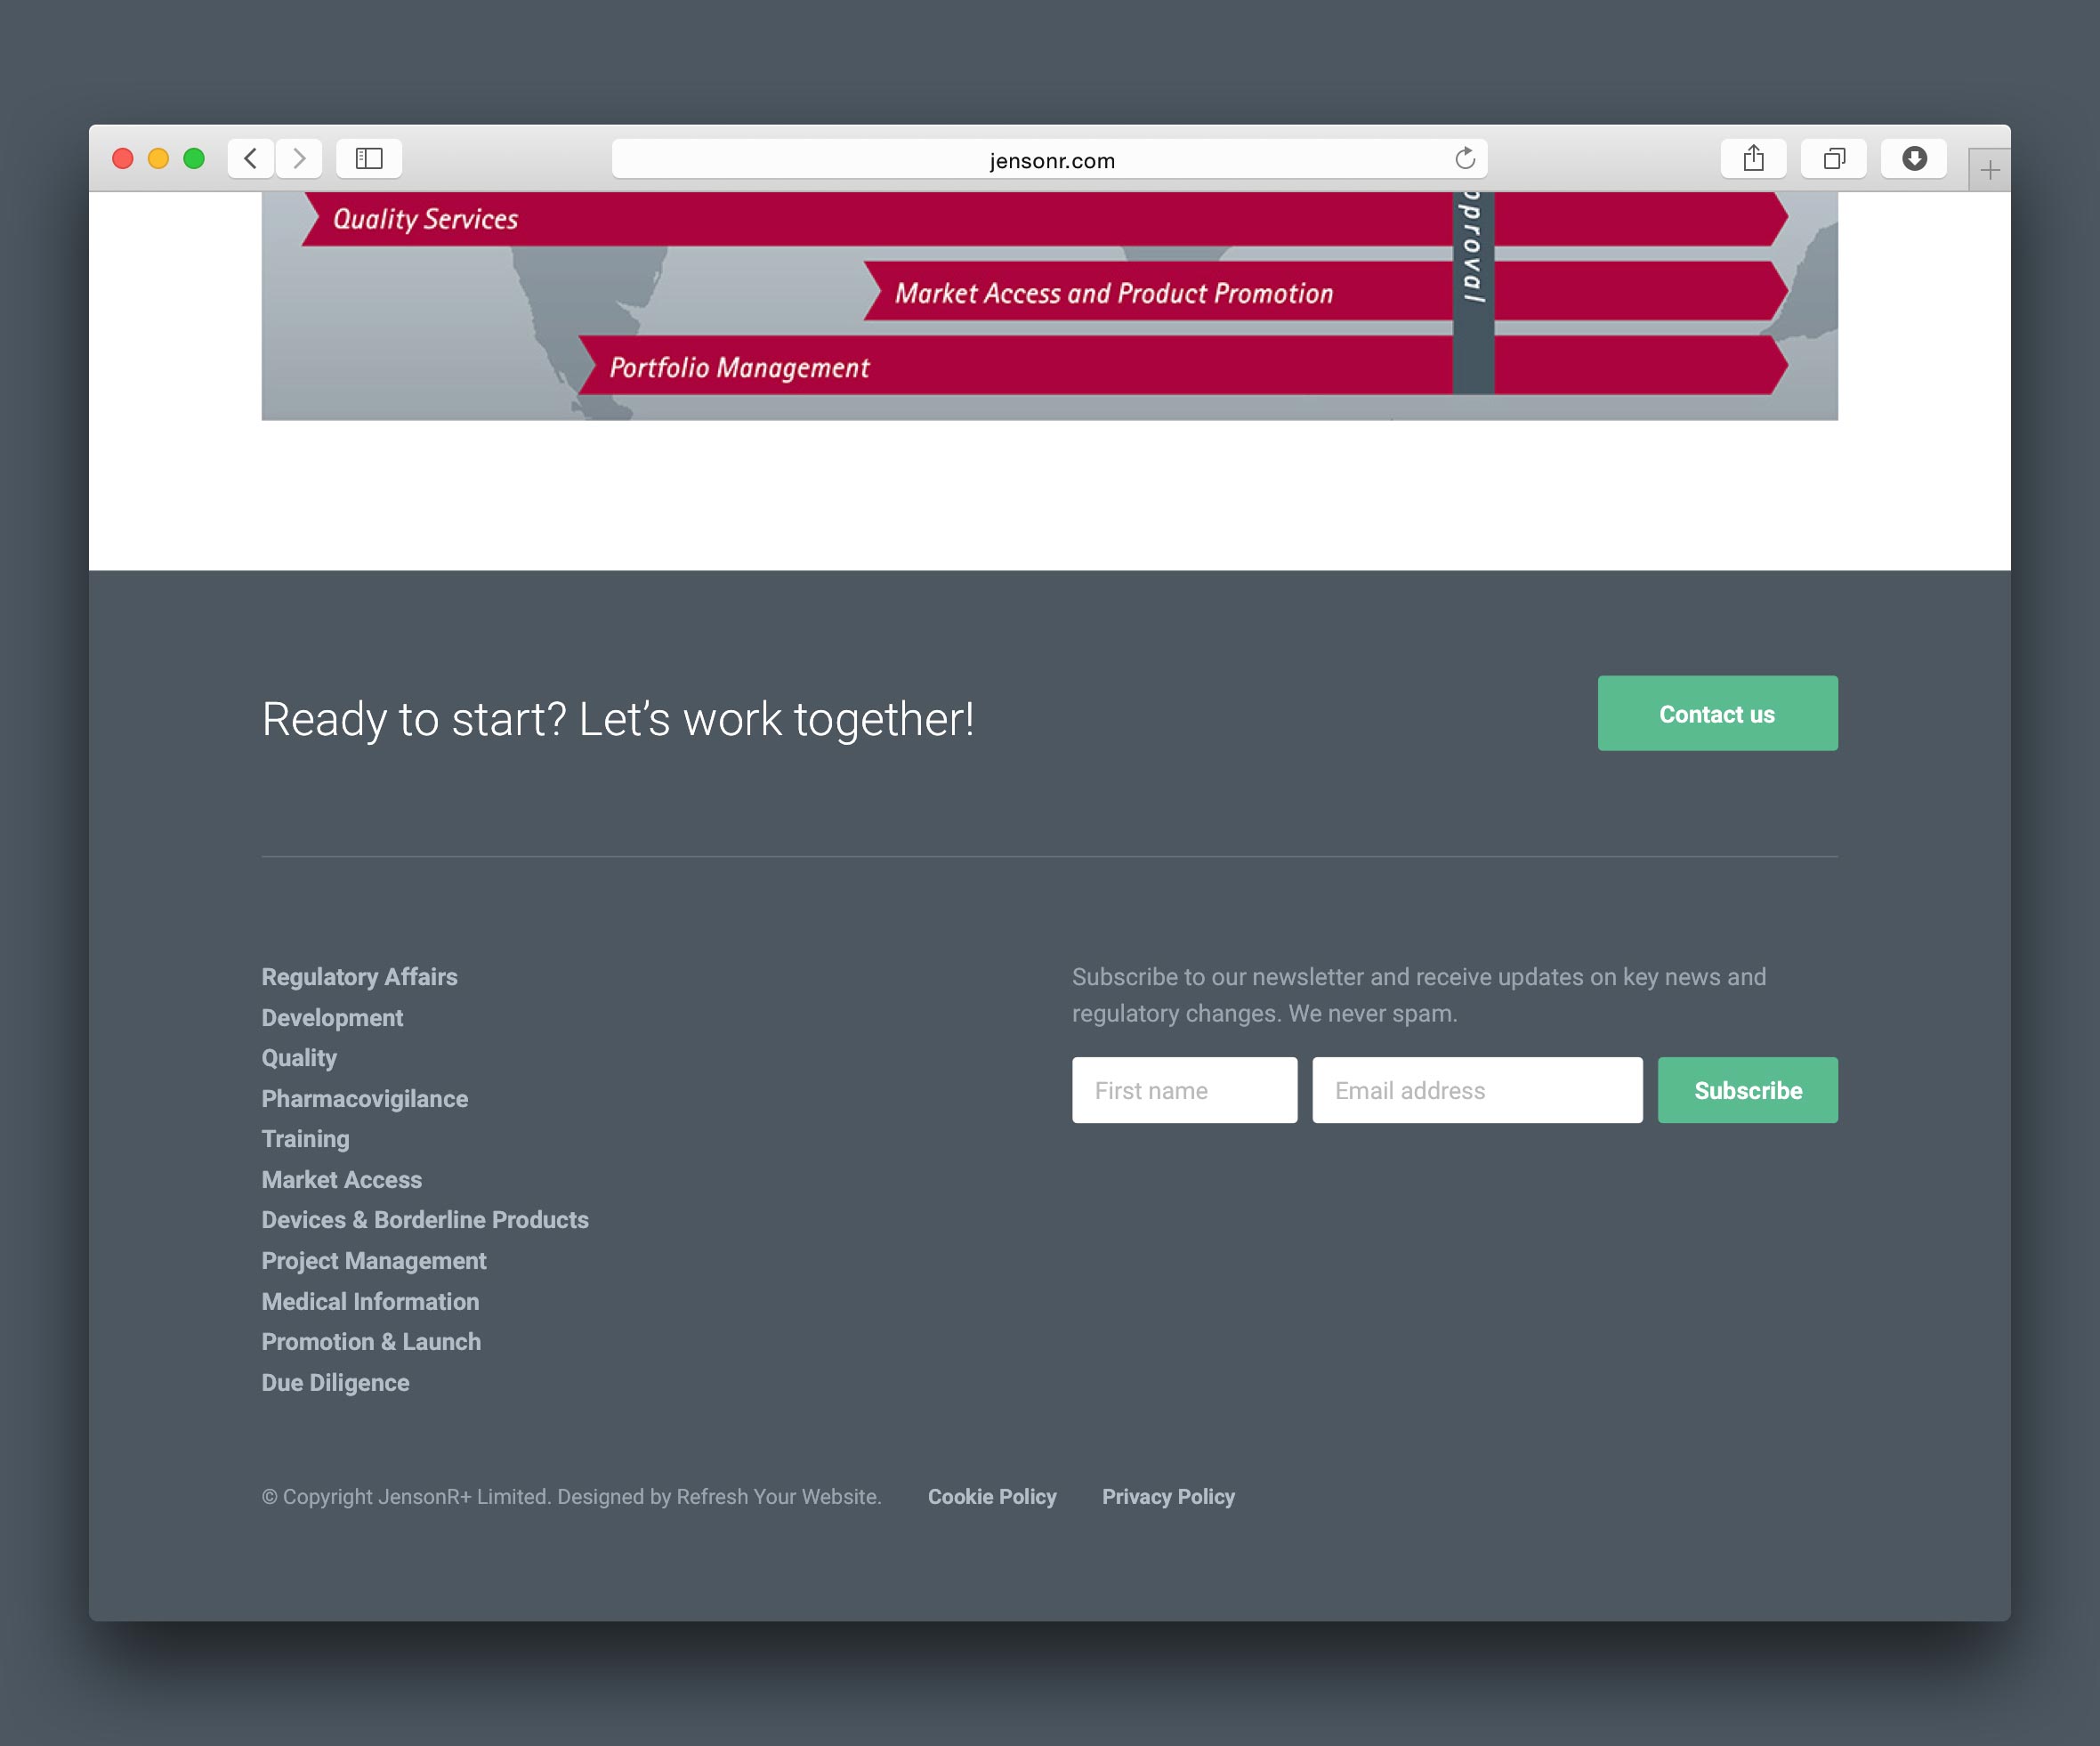 jensonr.com
Quality Services
Market Access and Product Promotion
Portfolio Management
Ready to start? Let’s work together!
Contact us
Regulatory Affairs
Development
Quality
Pharmacovigilance
Training
Market Access
Devices & Borderline Products
Project Management
Medical Information
Promotion & Launch
Due Diligence
Subscribe to our newsletter and receive updates on key news and
regulatory changes. We never spam.
First name
Email address
Subscribe
© Copyright JensonR+ Limited. Designed by Refresh Your Website.
Cookie Policy
Privacy Policy